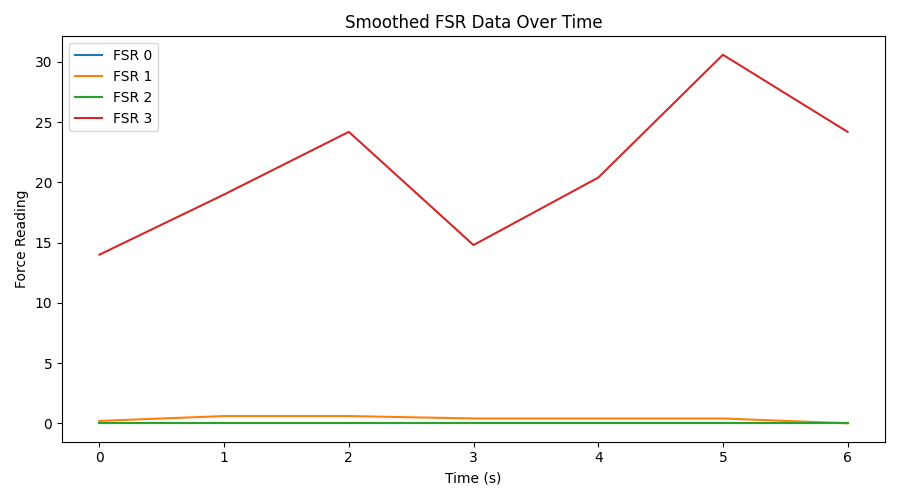 Smoothed FSR Data Over Time
FSR 0
FSR 1
FSR 2
FSR 3
Force Reading
30
25
20
15
10
5
0
0 1 2 3 4 5 6
Time (s)